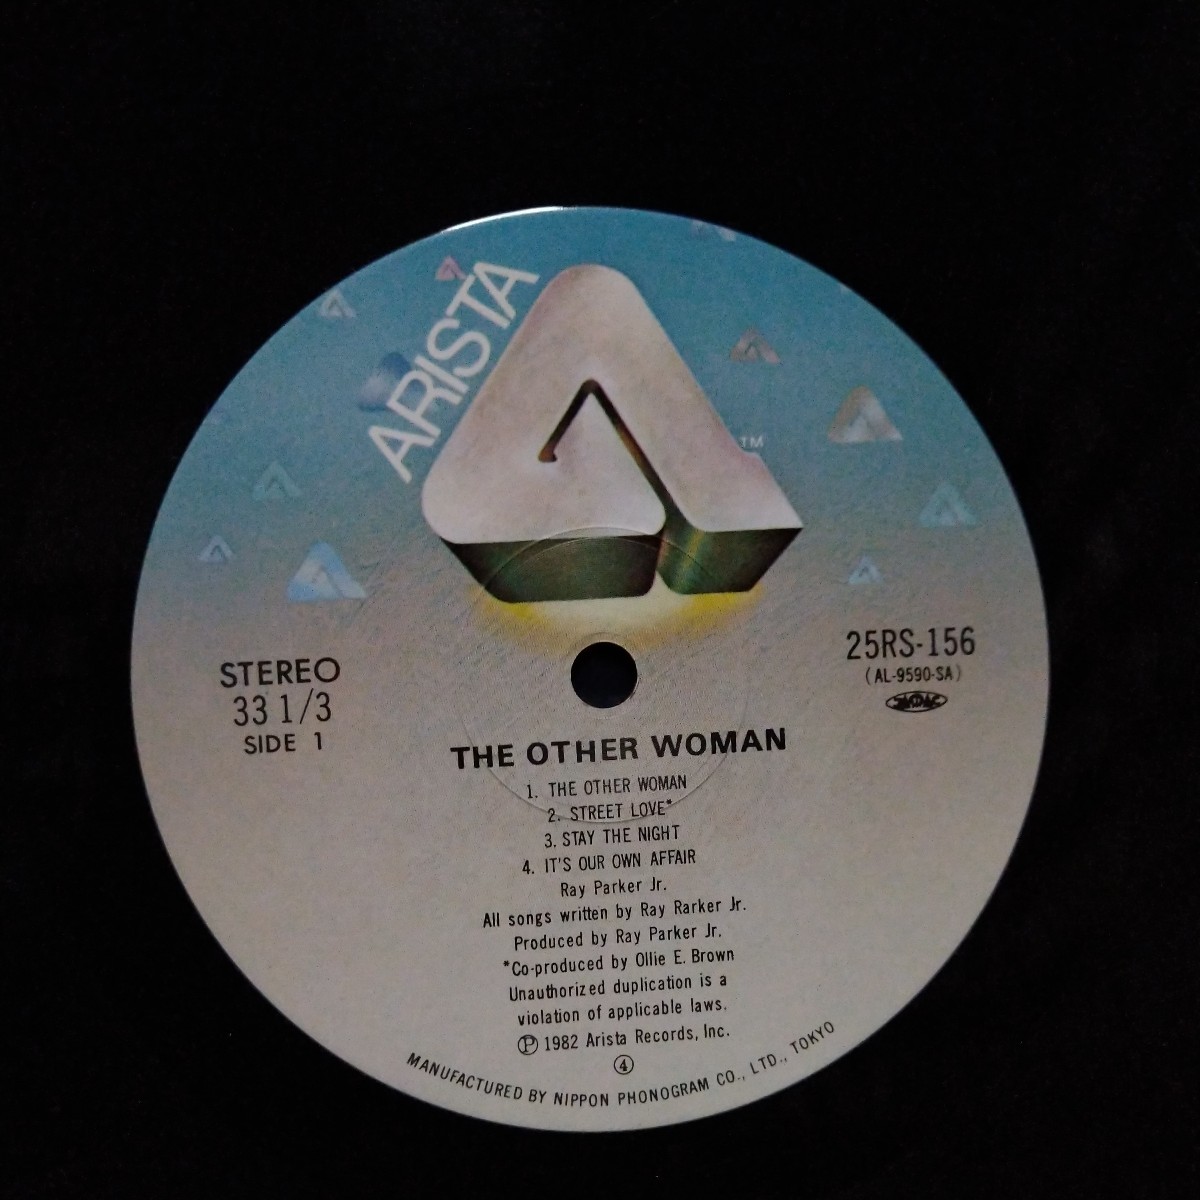 ARISTA
TM
STEREO
33 1/3
SIDE 1
25RS-156
(AL-9590-SA)
THE OTHER WOMAN
1. THE OTHER WOMAN
2. STREET LOVE*
3. STAY THE NIGHT
4. IT'S OUR OWN AFFAIR
Ray Parker Jr.
All songs written by Ray Rarker Jr.
Produced by Ray Parker Jr.
*Co-produced by Ollie E. Brown
Unauthorized duplication is a
violation of applicable laws.
Ⓟ 1982 Arista Records, Inc.
④
MANUFACTURED BY NIPPON PHONOGRAM CO., LTD., TOKYO